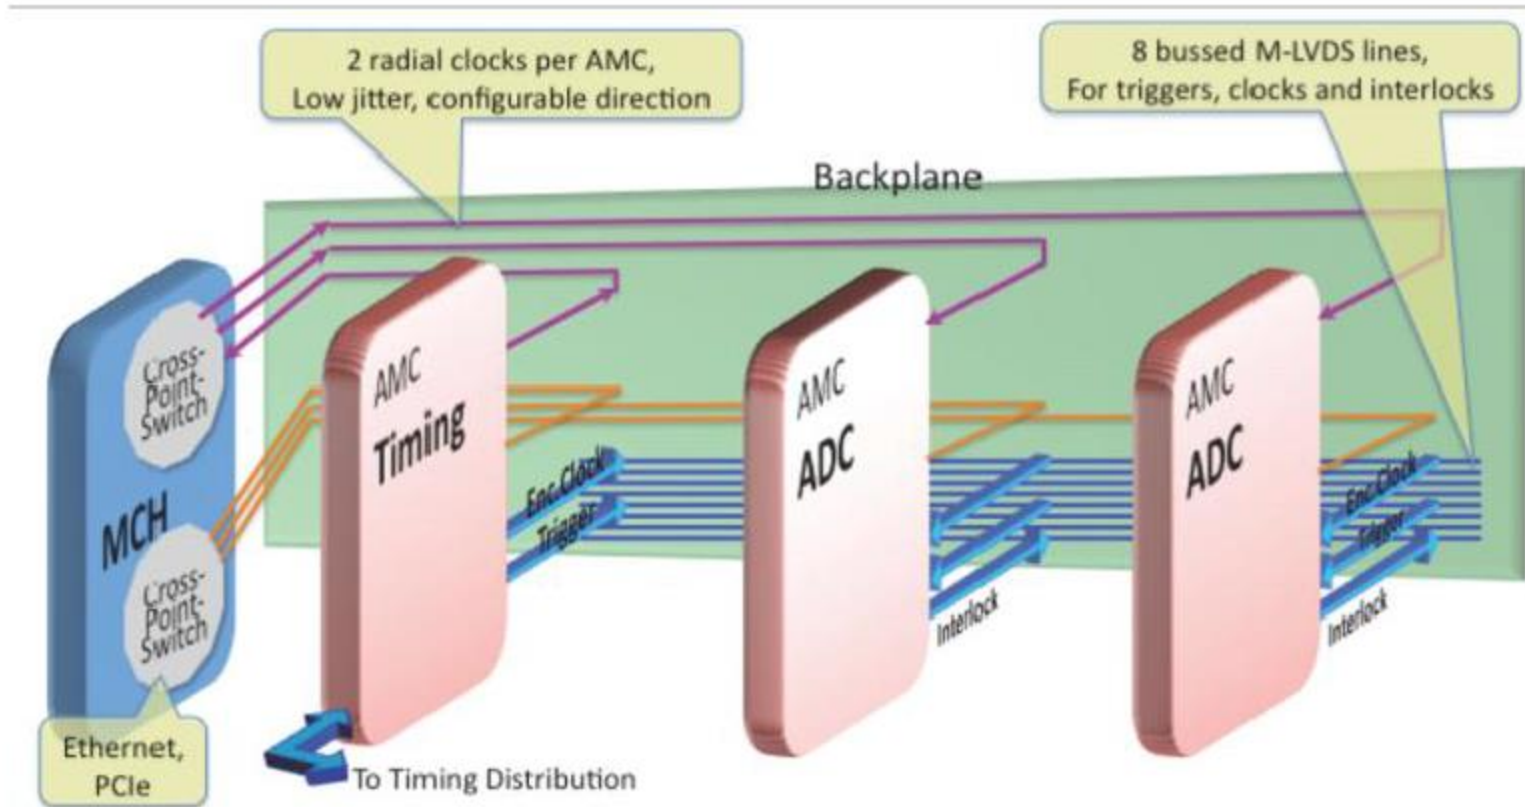 2 radial clocks per AMC,
Low jitter, configurable direction
8 bussed M-LVDS lines,
For triggers, clocks and interlocks
Backplane
Cross-
Point-
Switch
MCH
Cross-
Point-
Switch
Ethernet,
PCIe
AMC
Timing
Enc.Clock
Trigger
To Timing Distribution
AMC
ADC
Interlock
AMC
ADC
Enc.Clock
Trigger
Interlock